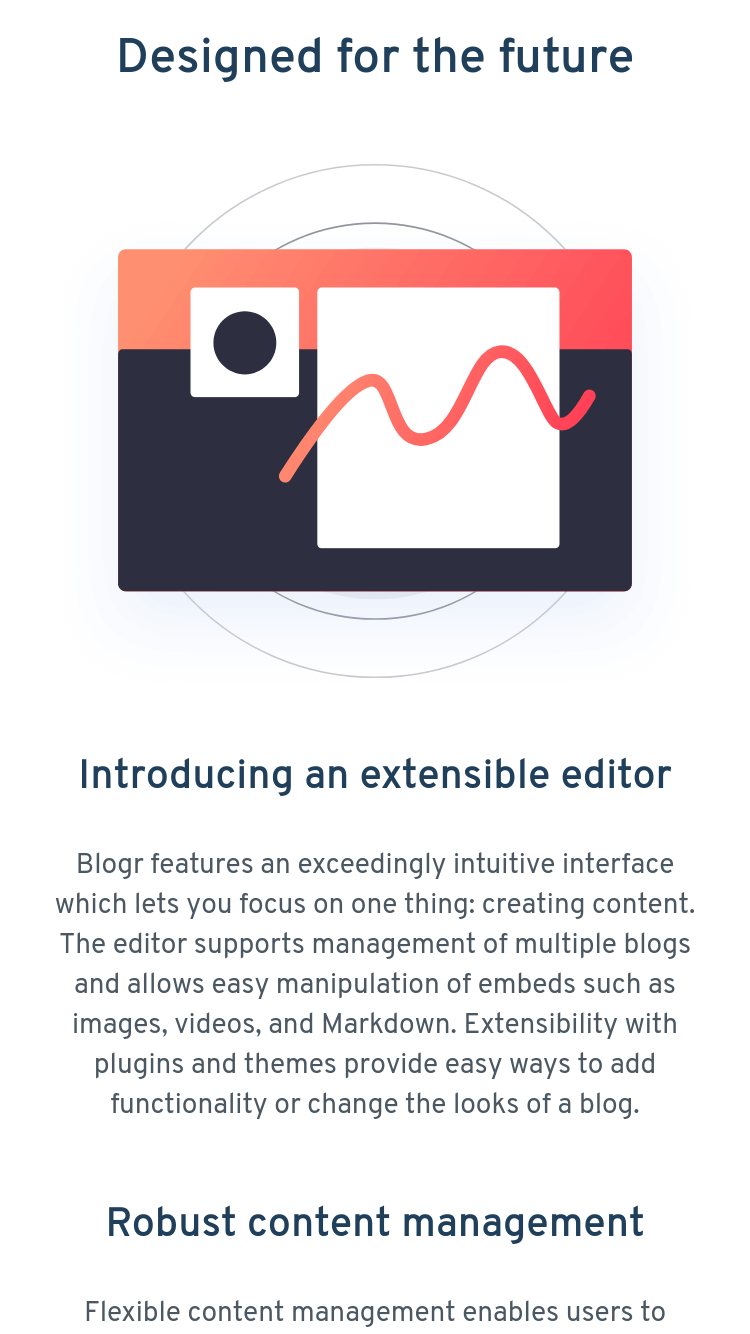 Designed for the future
Introducing an extensible editor
Blogr features an exceedingly intuitive interface
which lets you focus on one thing: creating content.
The editor supports management of multiple blogs
and allows easy manipulation of embeds such as
images, videos, and Markdown. Extensibility with
plugins and themes provide easy ways to add
functionality or change the looks of a blog.
Robust content management
Flexible content management enables users to